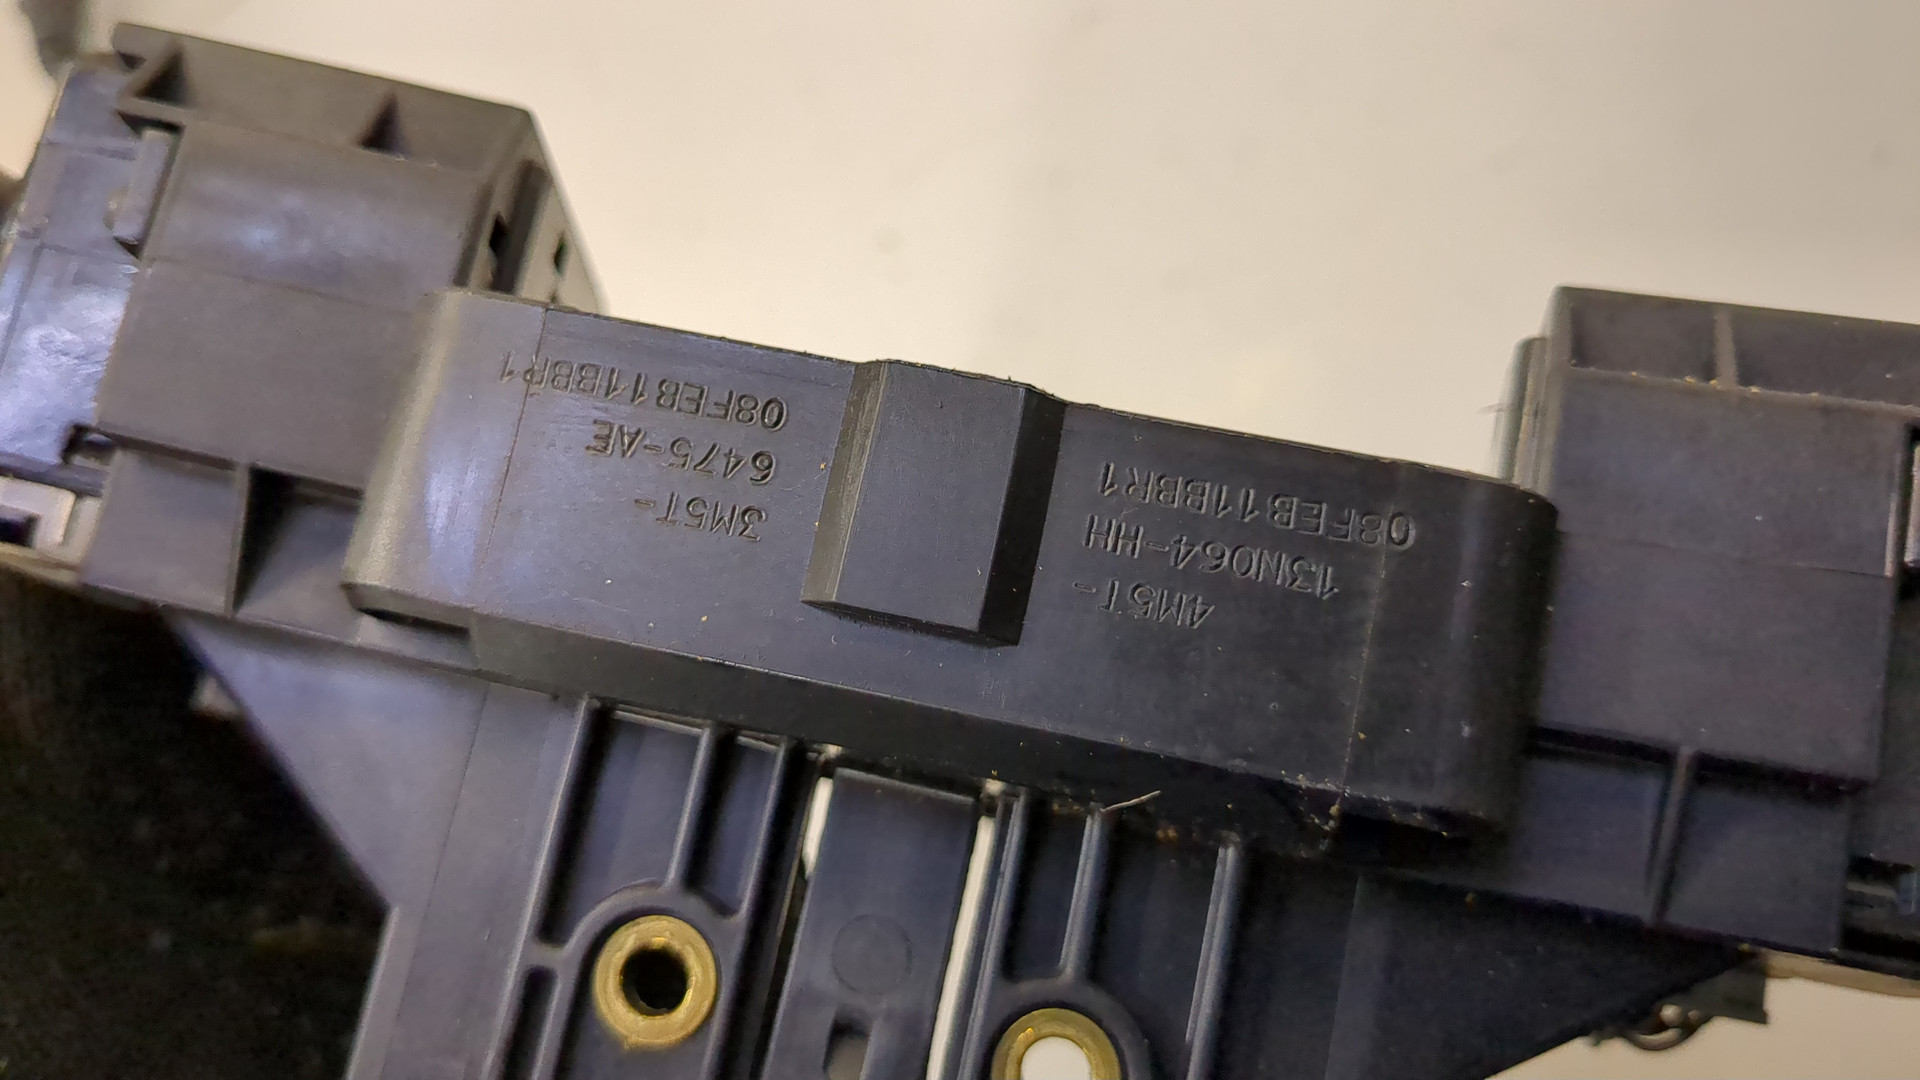 4M5T-
13N064-HH
08FEB11BBR1
3M5T-
6475-AE
08FEB11BBR1